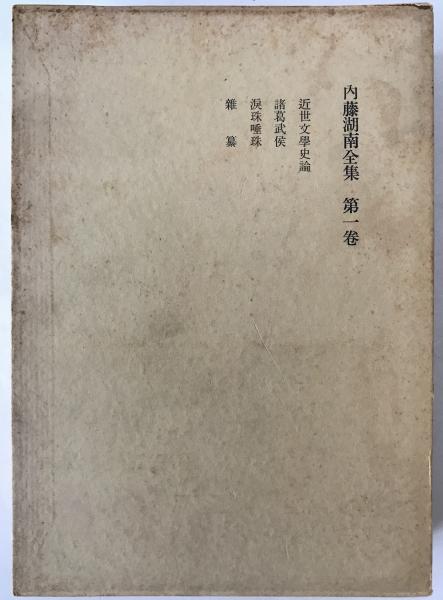 內藤湖南全集 第一卷
近世文學史論
諸葛武侯
淚珠唾珠
雜纂